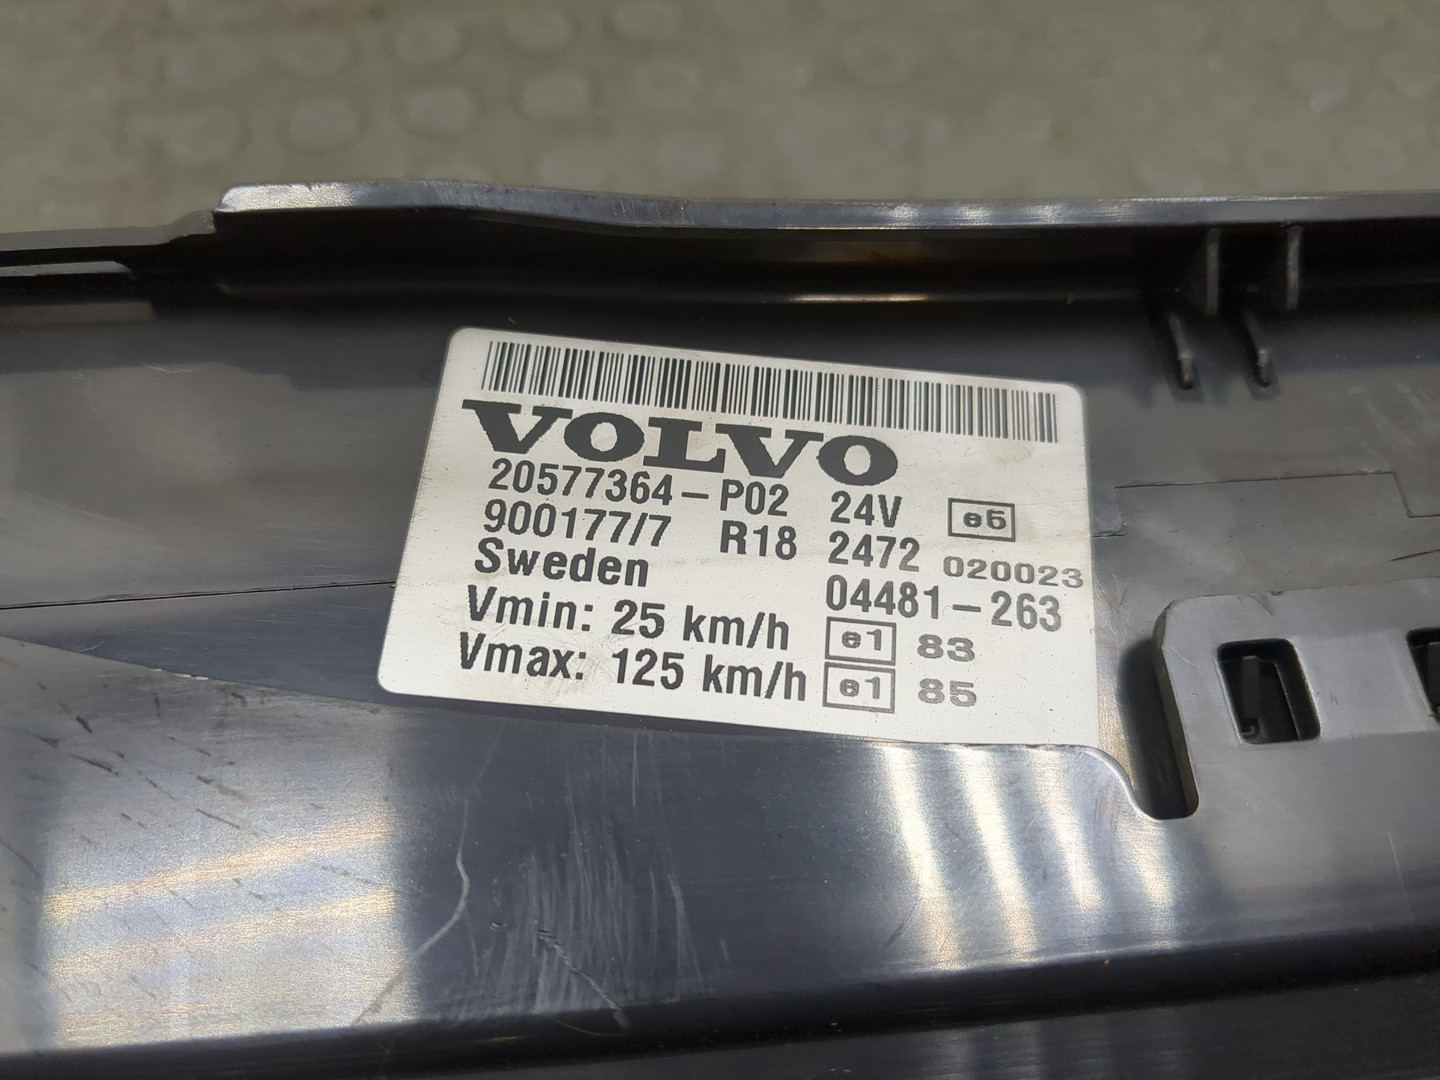 VOLVO
20577364-P02 24V e5
900177/7 R18 2472 020023
Sweden 04481-263
Vmin: 25 km/h e1 83
Vmax: 125 km/h e1 85